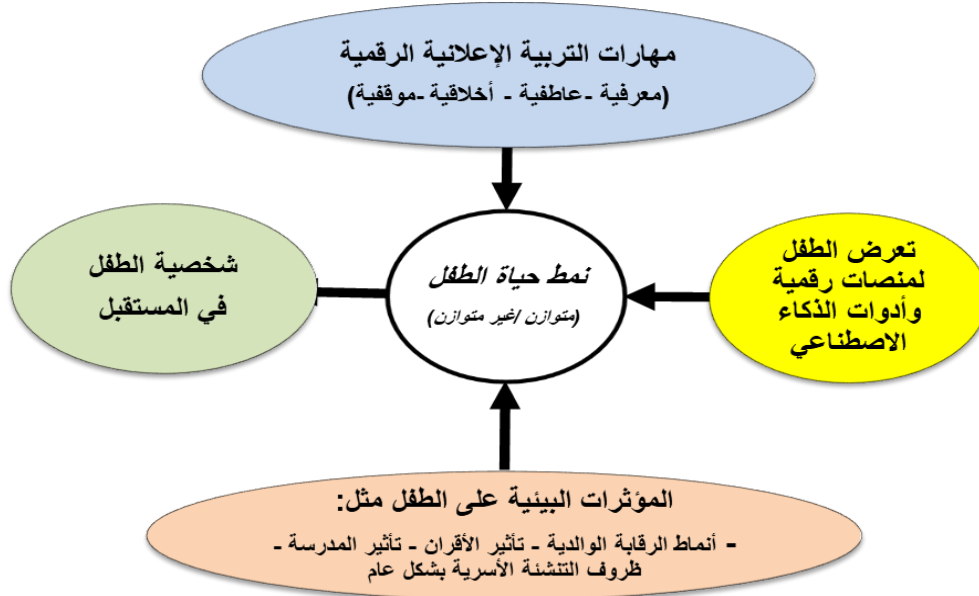 مهارات التربية الإعلانية الرقمية
(معرفية -عاطفية - أخلاقية -موقفية)
تعرض الطفل
لمنصات رقمية
وأدوات الذكاء
الاصطناعي
نمط حياة الطفل
(متوازن /غير متوازن)
شخصية الطفل
في المستقبل
المؤثرات البيئية على الطفل مثل:
- أنماط الرقابة الوالدية - تأثير الأقران - تأثير المدرسة -
ظروف التنشئة الأسرية بشكل عام